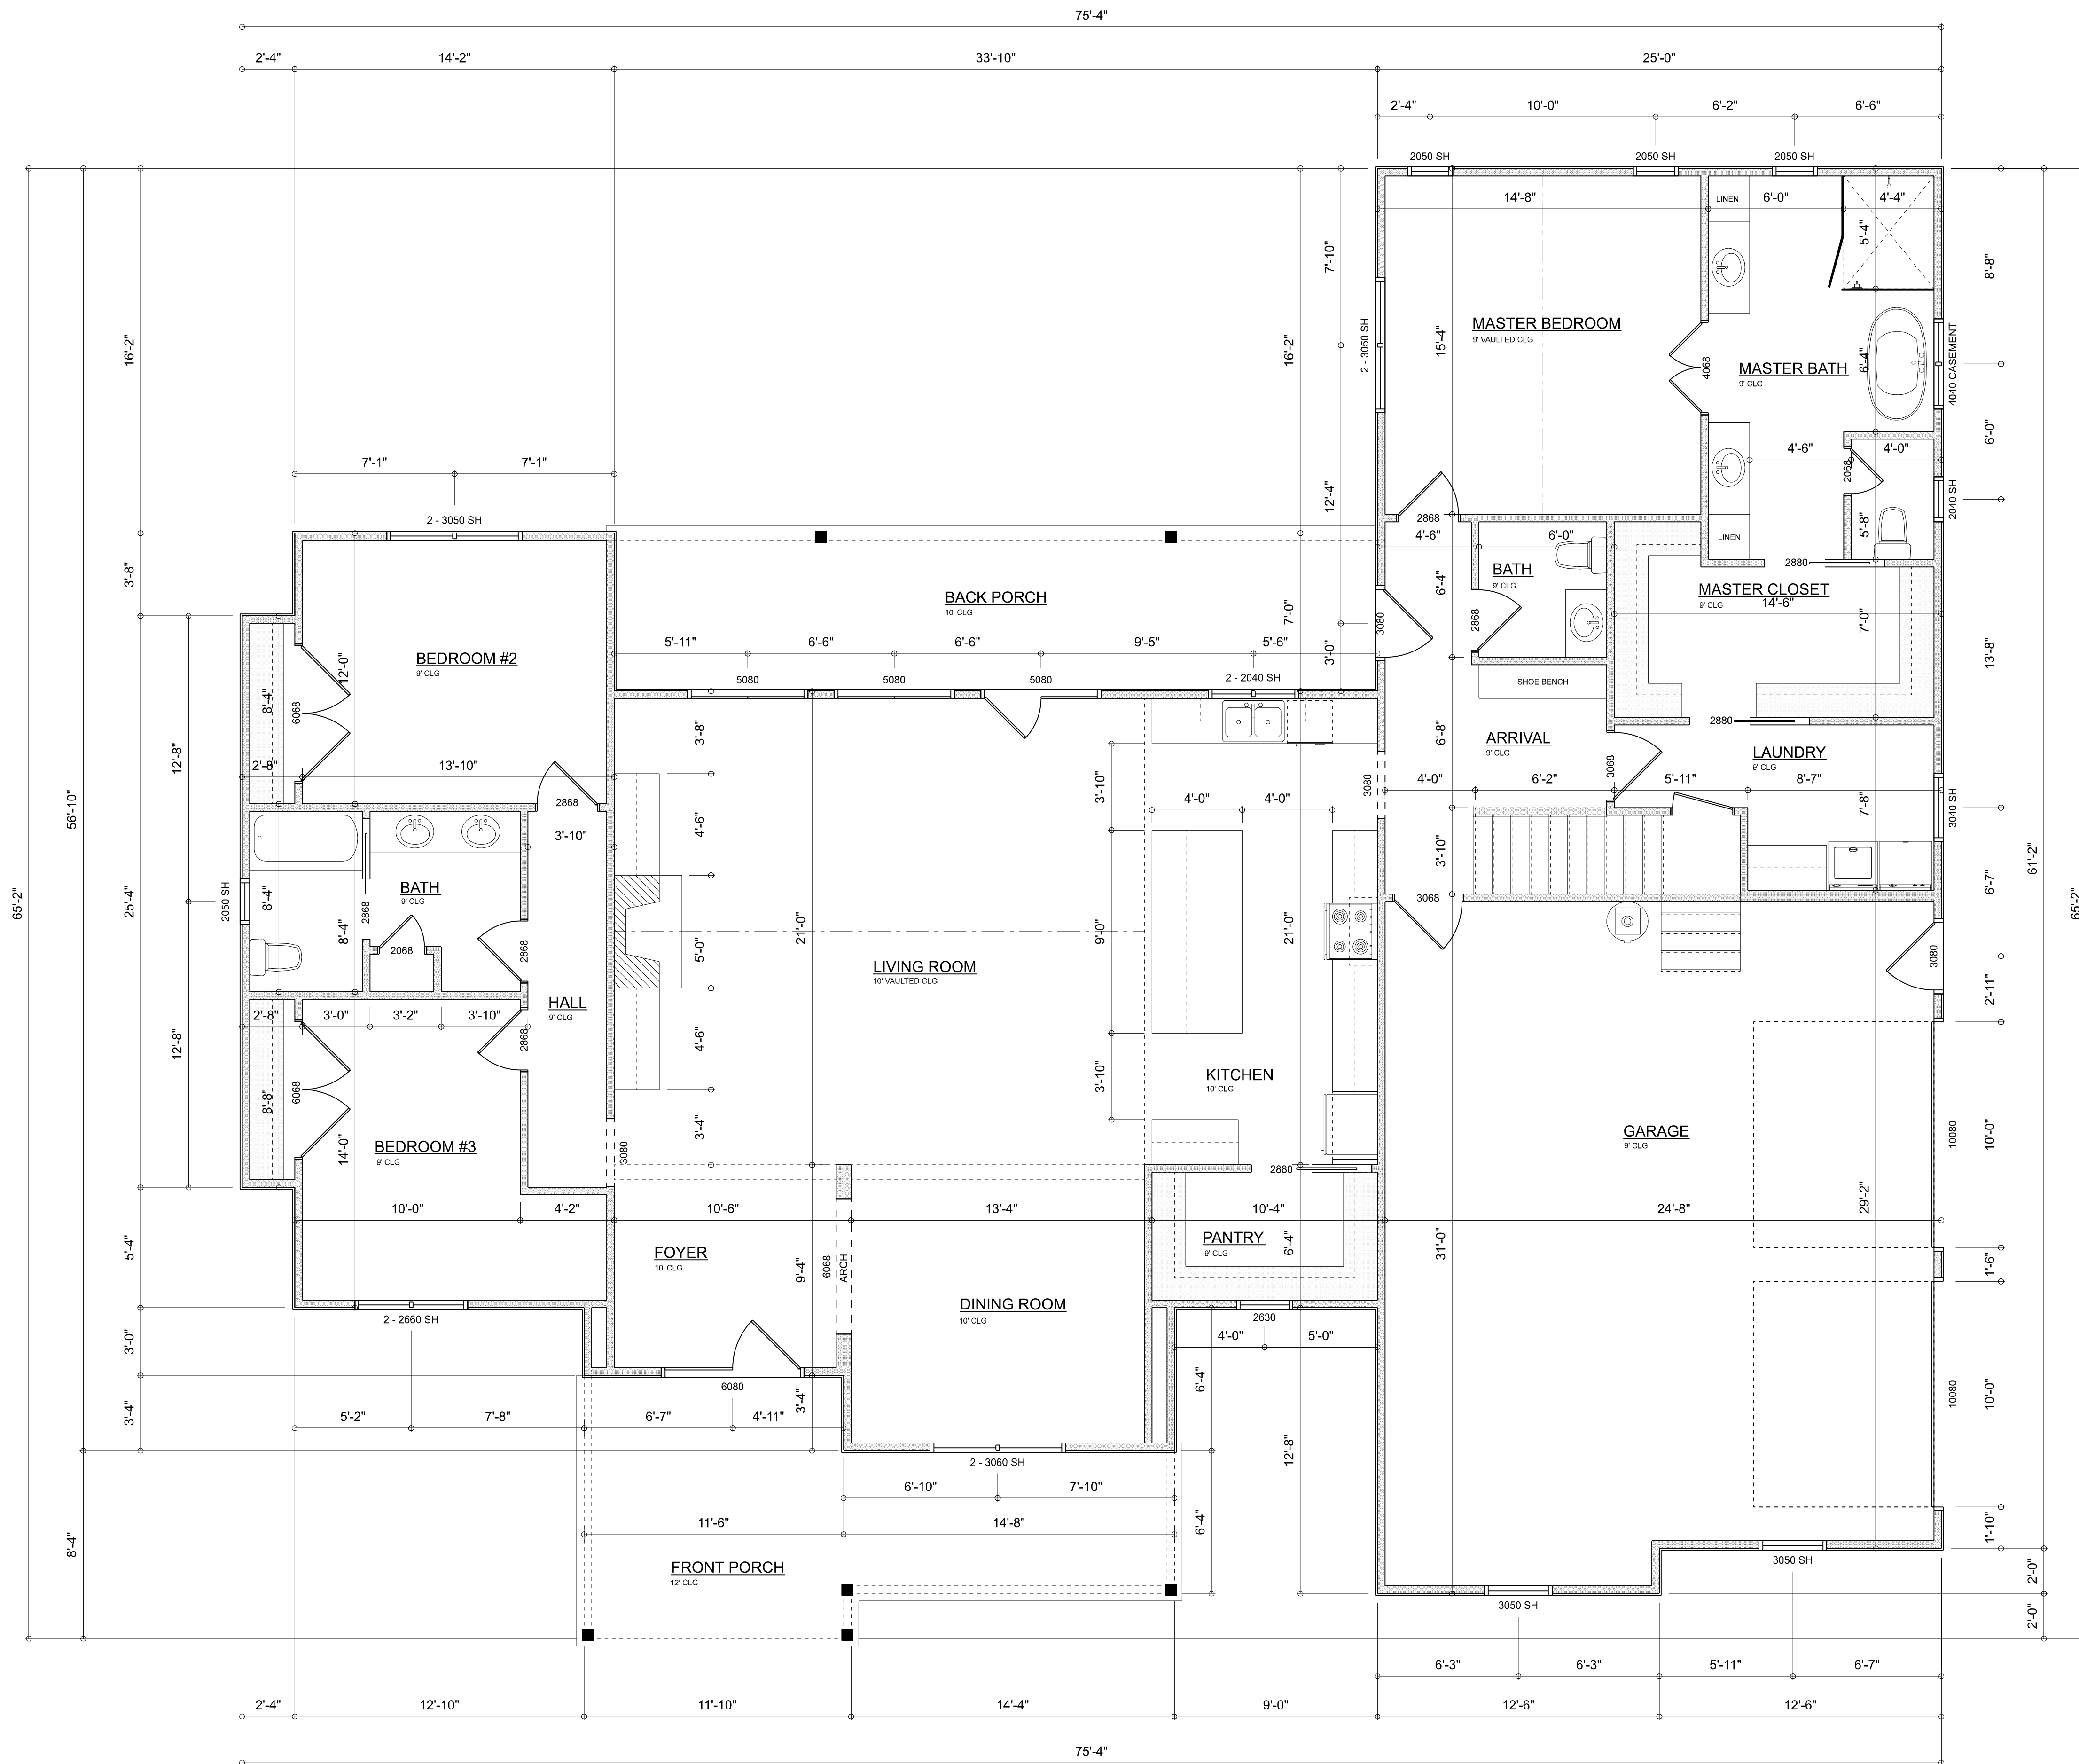 75'-4"
2'-4" 14'-2" 33'-10" 25'-0"
2'-4" 10'-0" 6'-2" 6'-6"
2050 SH 2050 SH 2050 SH
14'-8" LINEN 6'-0" 4'-4"
5'-4"
7'-10" 8'-8"
16'-2" 16'-2" 2 - 3050 SH 15'-4" MASTER BEDROOM
9' VAULTED CLG
4068 MASTER BATH
9' CLG
6'-4" 4040 CASEMENT
6'-0"
7'-1" 7'-1" 4'-6" 4'-0"
2068
2 - 3050 SH 12'-4" 2868 2040 SH
4'-6" 6'-0" LINEN 5'-8"
3'-8" BATH
9' CLG
2880
6'-4" MASTER CLOSET
9' CLG 14'-6"
BACK PORCH
10' CLG
7'-0" 3080 2868 7'-0"
5'-11" 6'-6" 6'-6" 9'-5" 5'-6" 3'-0" 13'-8"
BEDROOM #2
9' CLG
12'-0"
5080 5080 5080 2 - 2040 SH SHOE BENCH
8'-4" 6068
2880
3'-8" 6'-8" ARRIVAL
9' CLG
LAUNDRY
9' CLG
12'-8" 2'-8" 13'-10" 3'-10" 3080 4'-0" 6'-2" 3068 5'-11" 8'-7"
2868 4'-0" 4'-0" 7'-8" 3040 SH
56'-10" 4'-6" 3'-10"
3'-10"
65'-2" 25'-4" 2050 SH 8'-4" BATH
9' CLG
2868 3068 6'-7" 61'-2" 65'-2"
8'-4" 2068 2868 5'-0" 21'-0" 9'-0" 21'-0" 3080
LIVING ROOM
10' VAULTED CLG
HALL
9' CLG
2'-8" 3'-0" 3'-2" 3'-10" 2868 2'-11"
12'-8" 4'-6" 3'-10" KITCHEN
10' CLG
8'-8" 6068
14'-0" BEDROOM #3
9' CLG
3080 3'-4" GARAGE
9' CLG
10080 10'-0"
2880
10'-0" 4'-2" 10'-6" 13'-4" 10'-4" 24'-8"
29'-2"
5'-4" FOYER
10' CLG
9'-4" 6068 ARCH PANTRY
9' CLG
6'-4" 31'-0" 1'-6"
DINING ROOM
10' CLG
2 - 2660 SH 2630
3'-0" 4'-0" 5'-0"
6080 6'-4"
3'-4" 5'-2" 7'-8" 6'-7" 4'-11" 3'-4" 10080 10'-0"
2 - 3060 SH 12'-8"
6'-10" 7'-10"
11'-6" 14'-8" 6'-4" 1'-10"
8'-4" FRONT PORCH
12' CLG
3050 SH 2'-0"
3050 SH 2'-0"
6'-3" 6'-3" 5'-11" 6'-7"
2'-4" 12'-10" 11'-10" 14'-4" 9'-0" 12'-6" 12'-6"
75'-4"